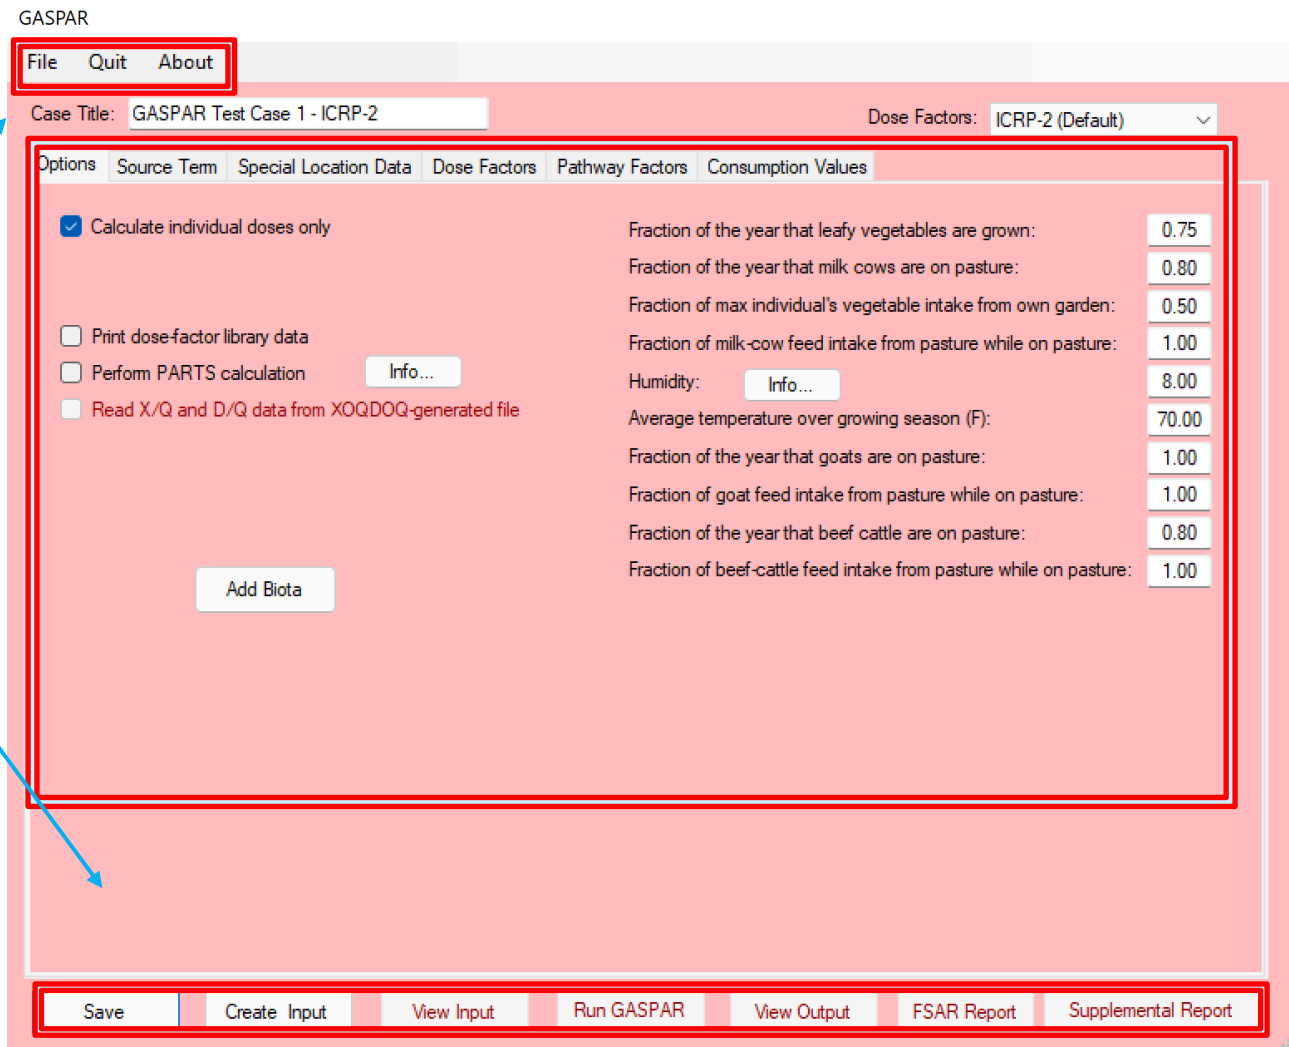 GASPAR
File Quit About
Case Title: GASPAR Test Case 1 - ICRP-2 Dose Factors: ICRP-2 (Default)
Options Source Term Special Location Data Dose Factors Pathway Factors Consumption Values
Calculate individual doses only
Fraction of the year that leafy vegetables are grown: 0.75
Fraction of the year that milk cows are on pasture: 0.80
Fraction of max individual's vegetable intake from own garden: 0.50
Print dose-factor library data
Fraction of milk-cow feed intake from pasture while on pasture: 1.00
Perform PARTS calculation Info...
Humidity: Info... 8.00
Read X/Q and D/Q data from XOQDOQ-generated file
Average temperature over growing season (F): 70.00
Fraction of the year that goats are on pasture: 1.00
Fraction of goat feed intake from pasture while on pasture: 1.00
Fraction of the year that beef cattle are on pasture: 0.80
Fraction of beef-cattle feed intake from pasture while on pasture: 1.00
Add Biota
Save Create Input View Input Run GASPAR View Output FSAR Report Supplemental Report